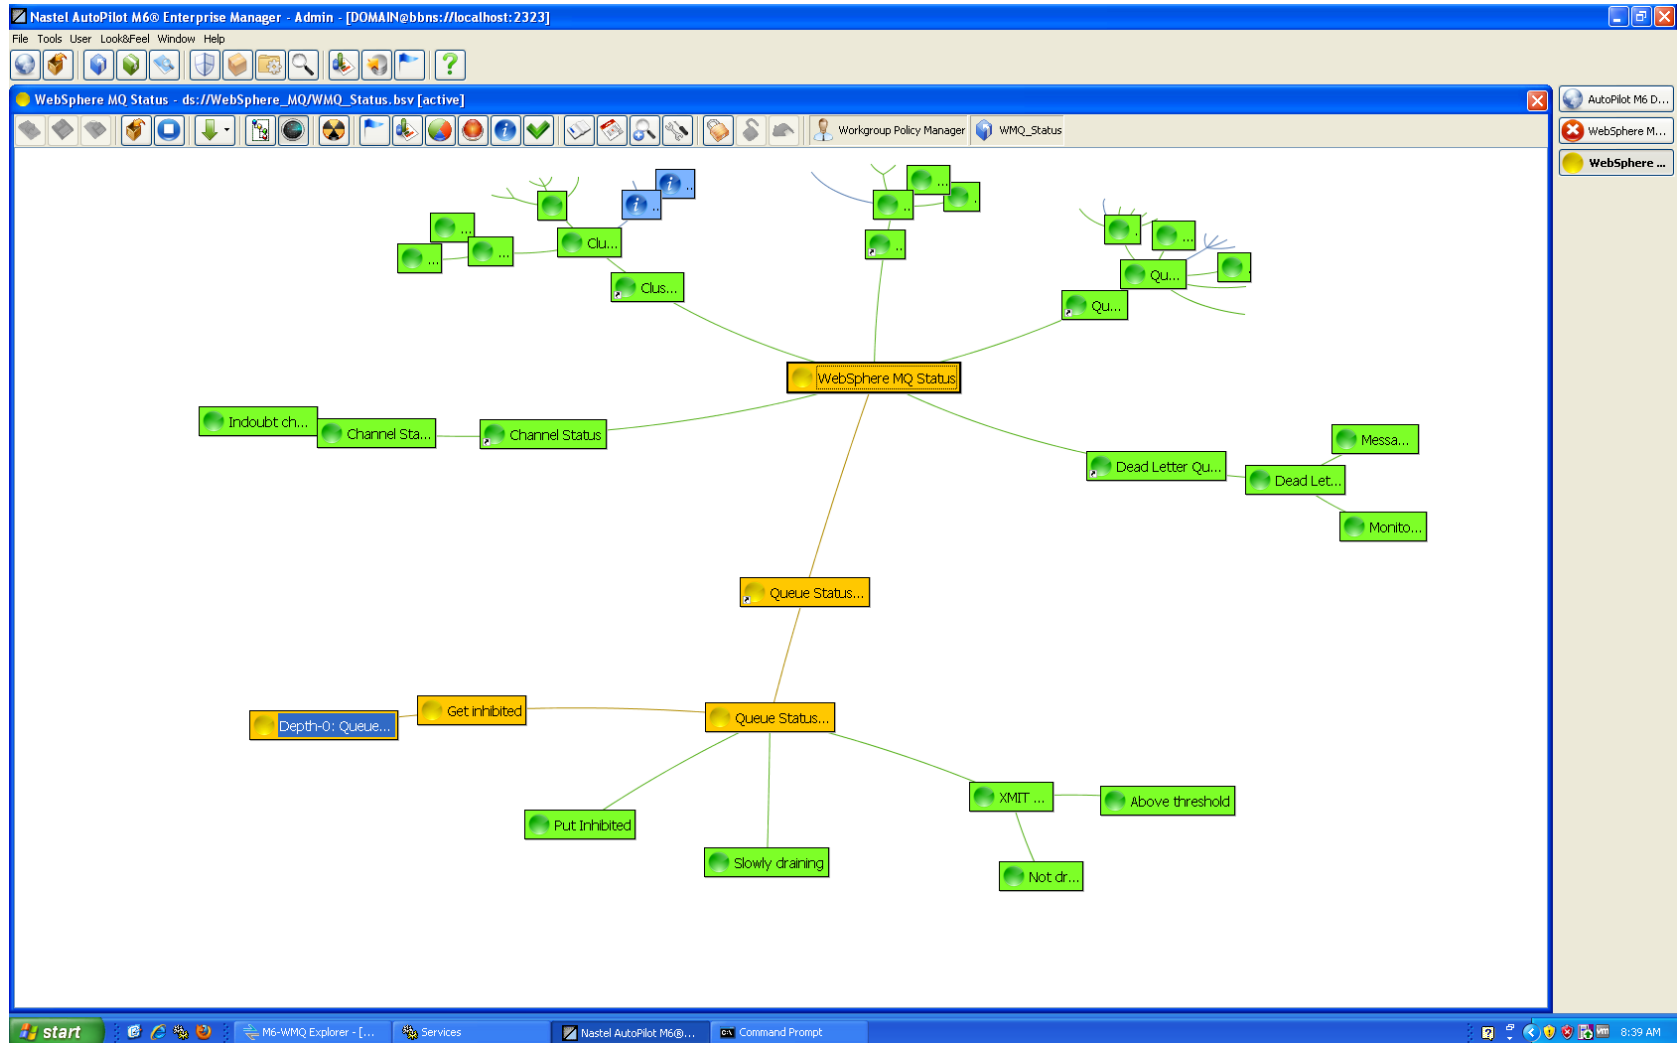 Nastel AutoPilot M6® Enterprise Manager - Admin - [DOMAIN@bbns://localhost:2323]
File Tools User Look&Feel Window Help
WebSphere MQ Status - ds://WebSphere_MQ/WMQ_Status.bsv [active]
AutoPilot M6 D...
Workgroup Policy Manager WMQ_Status
WebSphere M...
WebSphere ...
..
...
.
..
...
.
...
...
Clu...
...
..
.
Qu...
Clus...
Qu...
WebSphere MQ Status
Indoubt ch...
Channel Sta...
Channel Status
Messa...
Dead Letter Qu...
Dead Let...
Monito...
Queue Status...
Depth-0: Queue...
Get inhibited
Queue Status...
XMIT ...
Above threshold
Put Inhibited
Slowly draining
Not dr...
start
M6-WMQ Explorer - [...
Services
Nastel AutoPilot M6®...
Command Prompt
8:39 AM